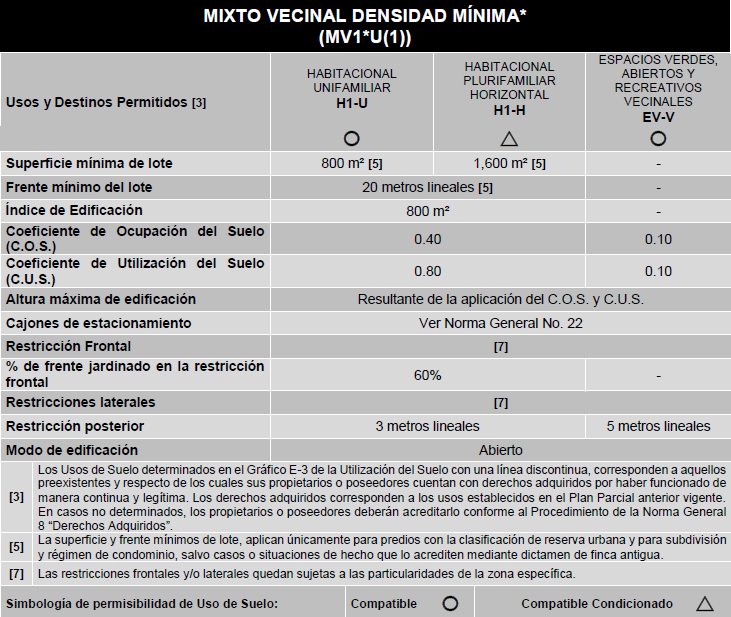 MIXTO VECINAL DENSIDAD MÍNIMA*
(MV1*U(1))
Usos y Destinos Permitidos [3]
HABITACIONAL
UNIFAMILIAR
H1-U
HABITACIONAL
PLURIFAMILIAR
HORIZONTAL
H1-H
ESPACIOS VERDES,
ABIERTOS Y
RECREATIVOS
VECINALES
EV-V
Superficie mínima de lote 800 m² [5] 1,600 m² [5] -
Frente mínimo del lote 20 metros lineales [5] -
Índice de Edificación 800 m² -
Coeficiente de Ocupación del Suelo
(C.O.S.) 0.40 0.10
Coeficiente de Utilización del Suelo
(C.U.S.) 0.80 0.10
Altura máxima de edificación Resultante de la aplicación del C.O.S. y C.U.S.
Cajones de estacionamiento Ver Norma General No. 22
Restricción Frontal [7]
% de frente jardinado en la restricción
frontal 60% -
Restricciones laterales [7]
Restricción posterior 3 metros lineales 5 metros lineales
Modo de edificación Abierto
[3] Los Usos de Suelo determinados en el Gráfico E-3 de la Utilización del Suelo con una línea discontinua, corresponden a aquellos
preexistentes y respecto de los cuales sus propietarios o poseedores cuentan con derechos adquiridos por haber funcionado de
manera continua y legítima. Los derechos adquiridos corresponden a los usos establecidos en el Plan Parcial anterior vigente.
En casos no determinados, los propietarios o poseedores deberán acreditarlo conforme al Procedimiento de la Norma General
8 “Derechos Adquiridos”.
[5] La superficie y frente mínimos de lote, aplican únicamente para predios con la clasificación de reserva urbana y para subdivisión
y régimen de condominio, salvo casos o situaciones de hecho que lo acrediten mediante dictamen de finca antigua.
[7] Las restricciones frontales y/o laterales quedan sujetas a las particularidades de la zona específica.
Simbología de permisibilidad de Uso de Suelo: Compatible Compatible Condicionado